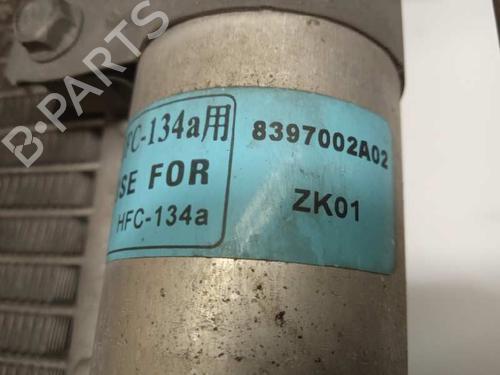 B-PARTS
FC-134a用
SE FOR
HFC-134a
8397002A02
ZK01